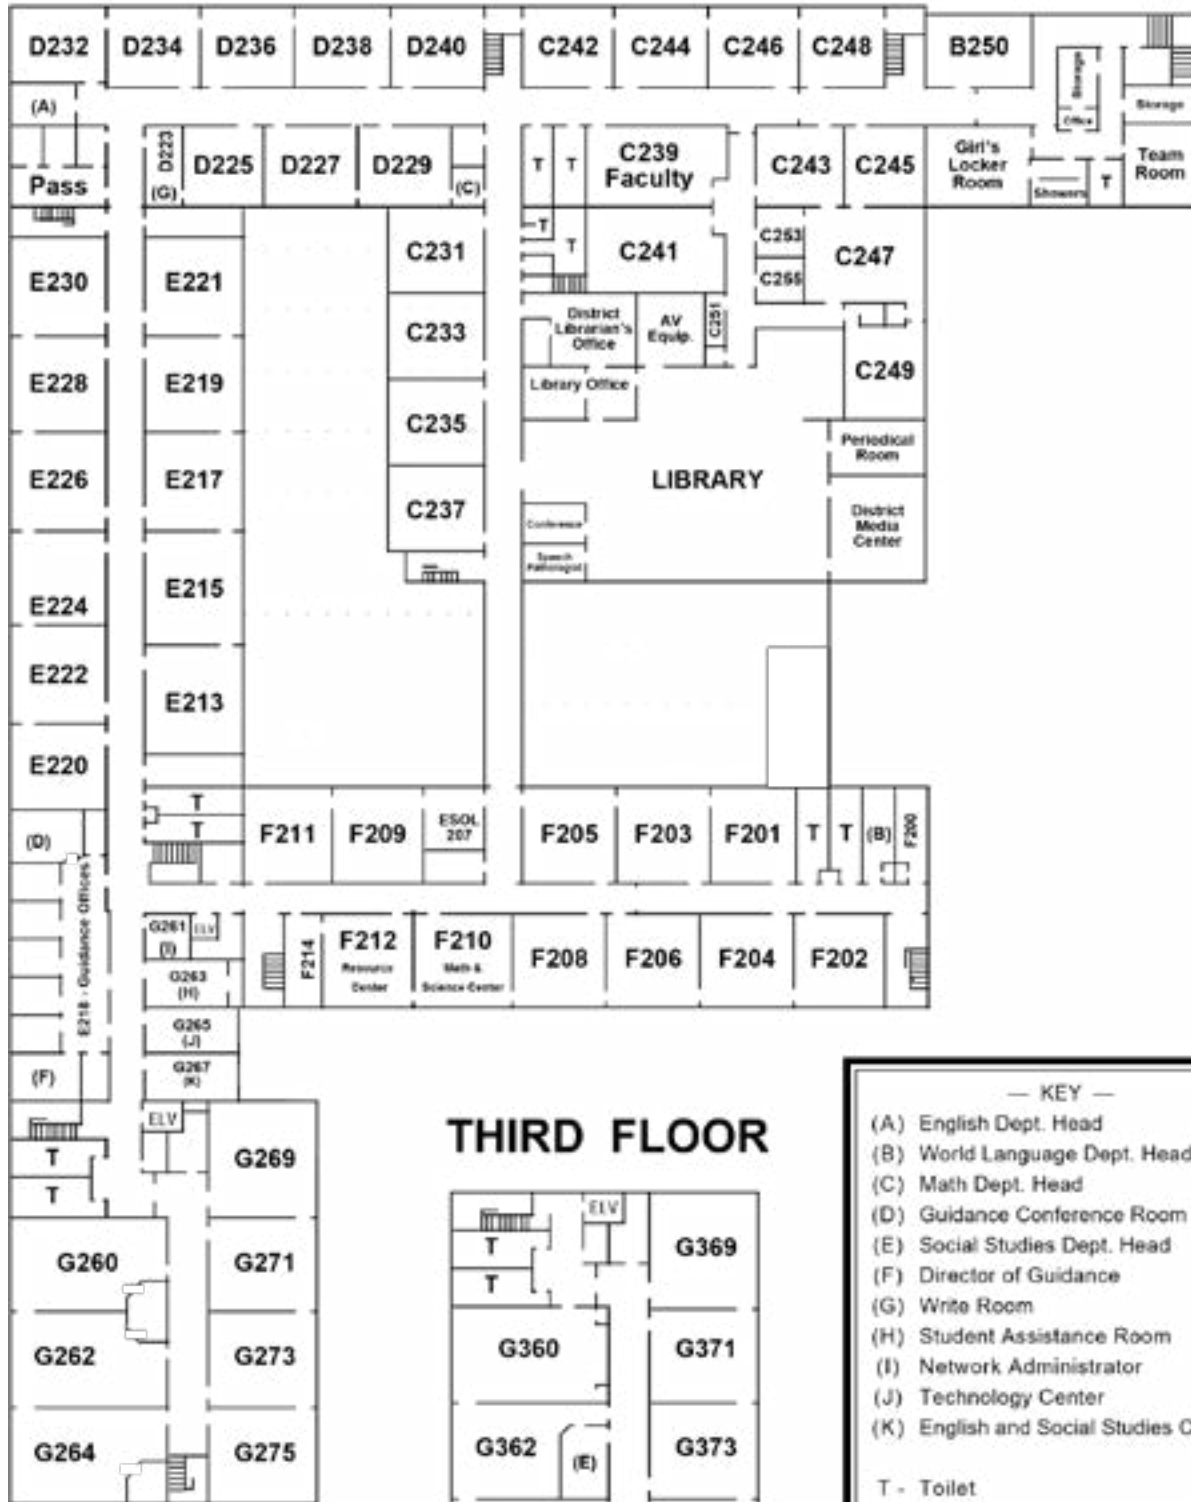 D232
D234
D236
D238
D240
C242
C244
C246
C248
B250
Storage
Office
Storage
(A)
Pass
D223
(G)
D225
D227
D229
(C)
T
T
C239
Faculty
C243
C245
Girl's
Locker
Room
Showers
T
Team
Room
E230
E221
C231
T
T
C241
C253
C255
C247
District
Librarian's
Office
AV
Equip.
C251
E228
E219
C233
Library Office
C249
C235
Periodical
Room
E226
E217
C237
LIBRARY
Conference
Speech
Pathologist
District
Media
Center
E224
E215
E222
E213
E220
T
T
F211
F209
ESOL
207
F205
F203
F201
T
T
(B)
F200
(D)
E218 - Guidance Offices
G261
(I)
ELV
G263
(H)
G265
(J)
G267
(K)
F214
F212
Resource
Center
F210
Math &
Science Center
F208
F206
F204
F202
(F)
ELV
T
T
G269
G260
G271
G262
G273
G264
G275
THIRD FLOOR
ELV
T
T
G369
G360
G371
G362
(E)
G373
— KEY —
(A) English Dept. Head
(B) World Language Dept. Head
(C) Math Dept. Head
(D) Guidance Conference Room
(E) Social Studies Dept. Head
(F) Director of Guidance
(G) Write Room
(H) Student Assistance Room
(I) Network Administrator
(J) Technology Center
(K) English and Social Studies C
T - Toilet